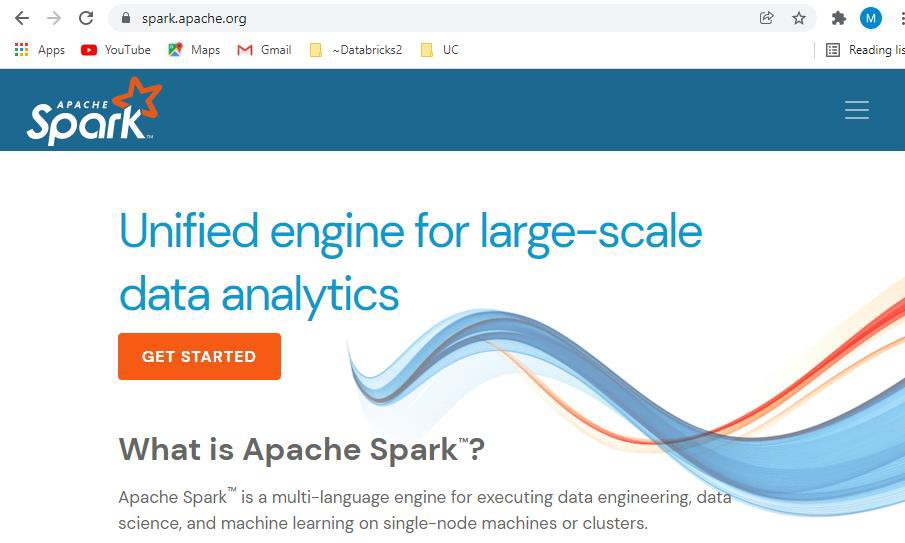 spark.apache.org
M
Apps YouTube Maps Gmail ~Databricks2 UC Reading lis
APACHE
Spark™
Unified engine for large-scale
data analytics
GET STARTED
What is Apache Spark™?
Apache Spark™ is a multi-language engine for executing data engineering, data
science, and machine learning on single-node machines or clusters.